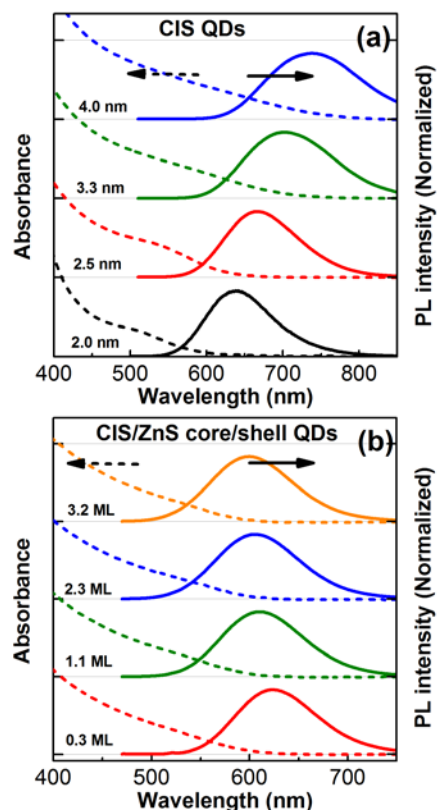 CIS QDs
(a)
4.0 nm
3.3 nm
2.5 nm
2.0 nm
Absorbance
PL intensity (Normalized)
400 500 600 700 800
Wavelength (nm)
CIS/ZnS core/shell QDs
(b)
3.2 ML
2.3 ML
1.1 ML
0.3 ML
Absorbance
PL intensity (Normalized)
400 500 600 700
Wavelength (nm)